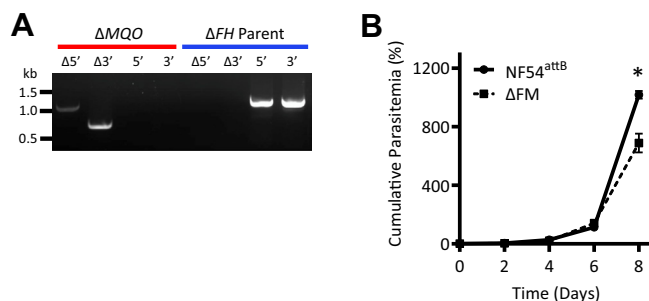 A
ΔMQO ΔFH Parent
Δ5’ Δ3’ 5’ 3’ Δ5’ Δ3’ 5’ 3’
kb
1.5
1.0
0.5
B
Cumulative Parasitemia (%)
1200
800
400
0
NF54attB
ΔFM
*
0 2 4 6 8
Time (Days)